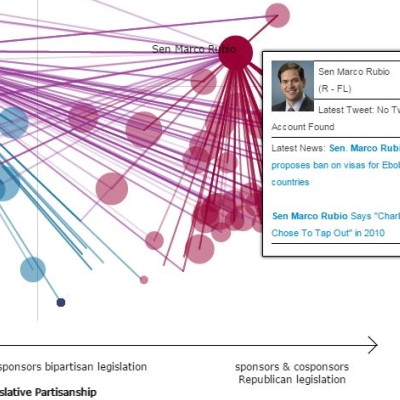 Sen Marco Rubio
Sen Marco Rubio
(R - FL)
Latest Tweet: No Tw
Account Found
Latest News: Sen. Marco Rubi
proposes ban on visas for Ebol
countries
Sen Marco Rubio Says "Charl
Chose To Tap Out" in 2010
sponsors bipartisan legislation
sponsors & cosponsors
Republican legislation
slative Partisanship